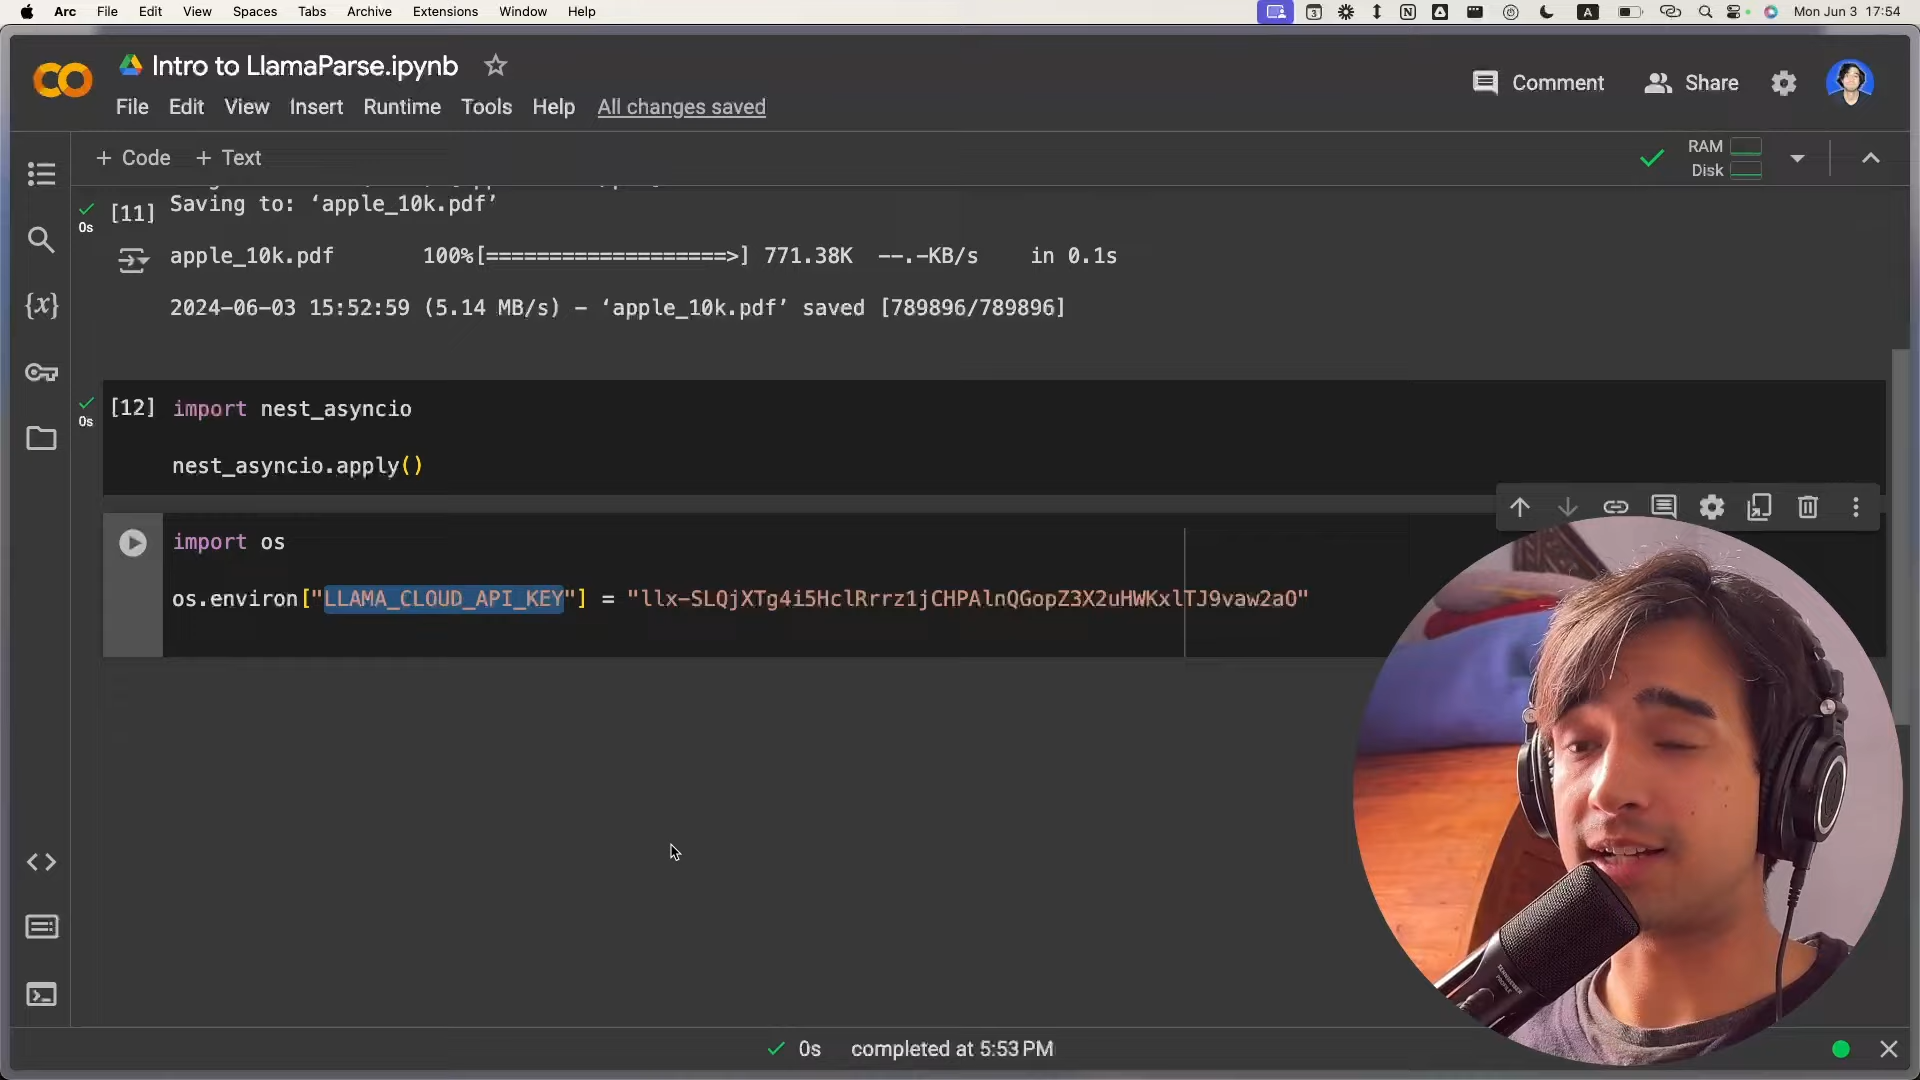 Arc File Edit View Spaces Tabs Archive Extensions Window Help
3 A Mon Jun 3 17:54
Intro to LlamaParse.ipynb
Comment Share
File Edit View Insert Runtime Tools Help All changes saved
+ Code + Text
RAM
Disk
[11] Saving to: ‘apple_10k.pdf’
0s
apple_10k.pdf 100%[===================>] 771.38K --.-KB/s in 0.1s
2024-06-03 15:52:59 (5.14 MB/s) - ‘apple_10k.pdf’ saved [789896/789896]
[12] import nest_asyncio
0s
nest_asyncio.apply()
import os
os.environ["LLAMA_CLOUD_API_KEY"] = "llx-SLQjXTg4i5HclRrrz1jCHPAlnQGopZ3X2uHWKxlTJ9vaw2aO"
SENNHEISER
PROFILE
0s completed at 5:53 PM